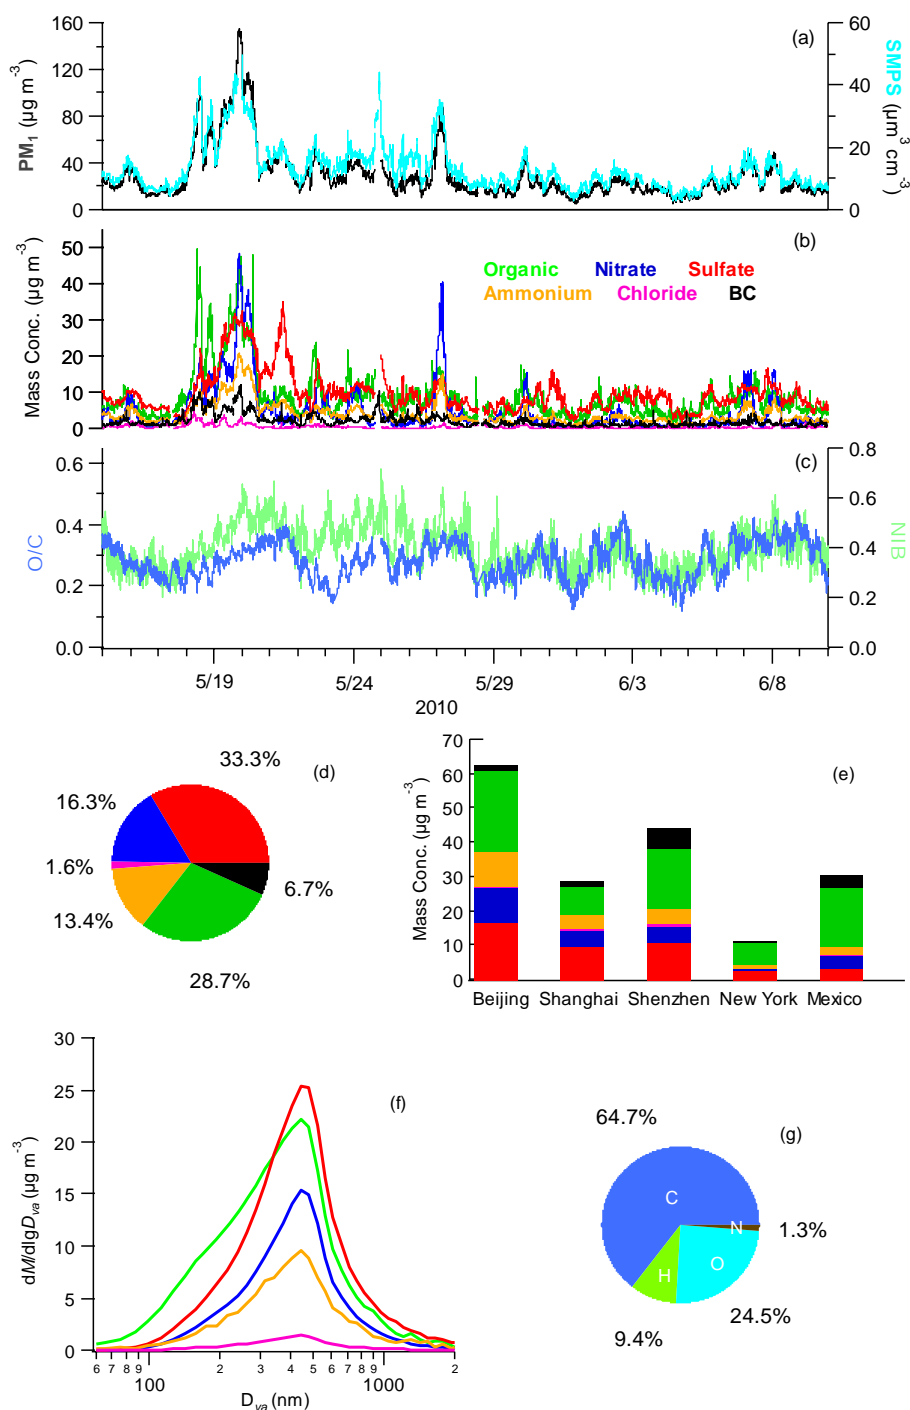 (a)
160
120
80
40
0
PM1 (µg m-3)
60
40
20
0
SMPS (µm3 cm-3)
(b)
50
40
30
20
10
0
Mass Conc. (µg m-3)
Organic Nitrate Sulfate
Ammonium Chloride BC
(c)
0.6
0.4
0.2
0.0
O/C
0.8
0.6
0.4
0.2
0.0
NIB
5/19 5/24 5/29 6/3 6/8
2010
(d)
33.3%
16.3%
1.6%
6.7%
13.4%
28.7%
(e)
70
60
50
40
30
20
10
0
Mass Conc. (µg m-3)
Beijing Shanghai Shenzhen New York Mexico
(f)
30
25
20
15
10
5
0
dM/dlgDva (µg m-3)
6 7 8 9 2 3 4 5 6 7 8 9 2
100 1000
Dva (nm)
(g)
64.7%
C
N
1.3%
H
O
24.5%
9.4%